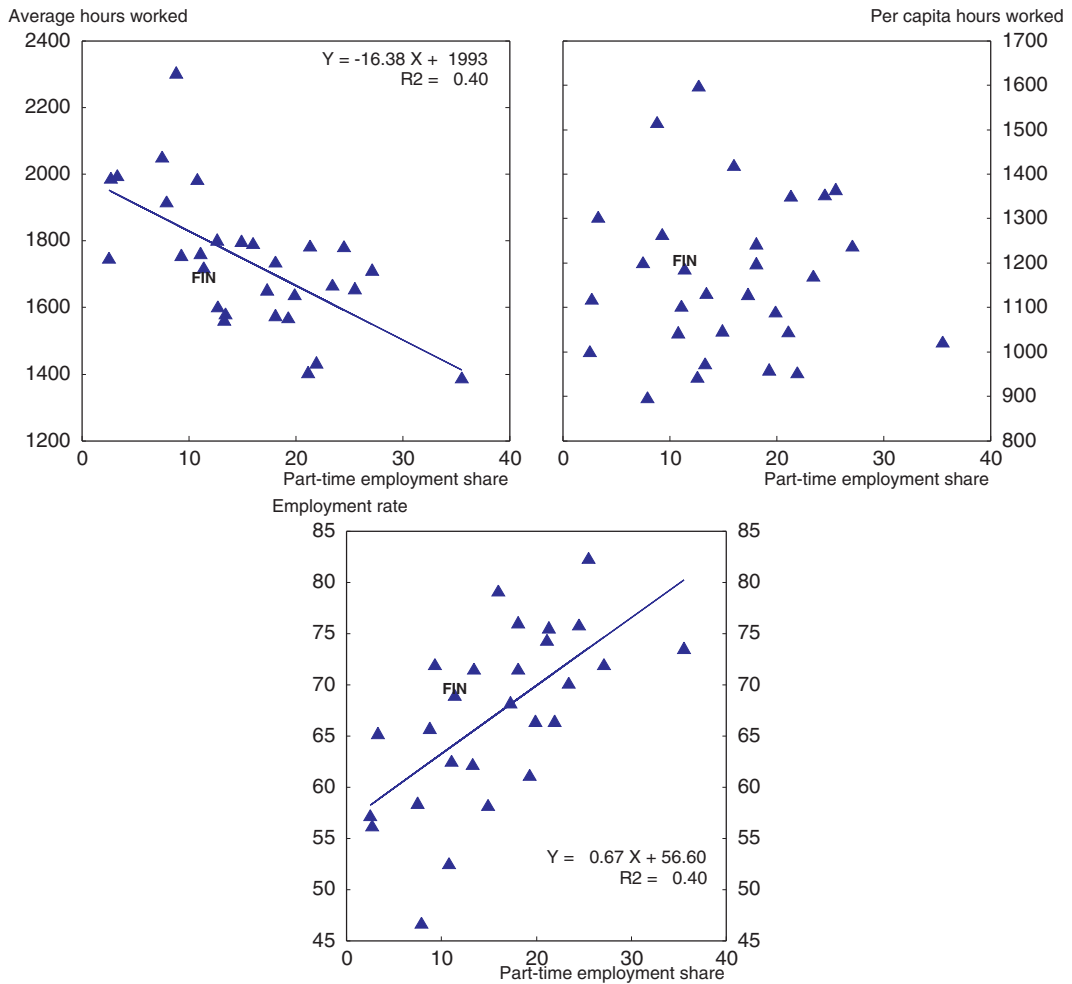 Average hours worked
2400
2200
2000
1800
1600
1400
1200
Y = -16.38 X + 1993
R2 = 0.40
FIN
0 10 20 30 40
Part-time employment share
Per capita hours worked
1700
1600
1500
1400
1300
1200
1100
1000
900
800
FIN
0 10 20 30 40
Part-time employment share
Employment rate
85 85
80 80
75 75
70 70
65 65
60 60
55 55
50 50
45 45
FIN
Y = 0.67 X + 56.60
R2 = 0.40
0 10 20 30 40
Part-time employment share